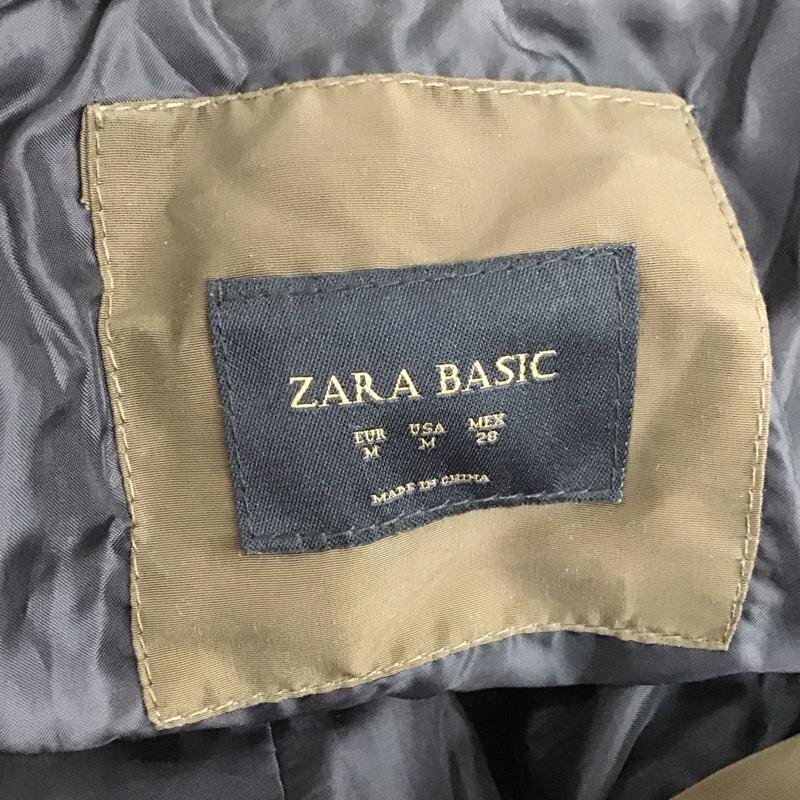 ZARA BASIC
EUR USA MEX
M M 28
MADE IN CHINA